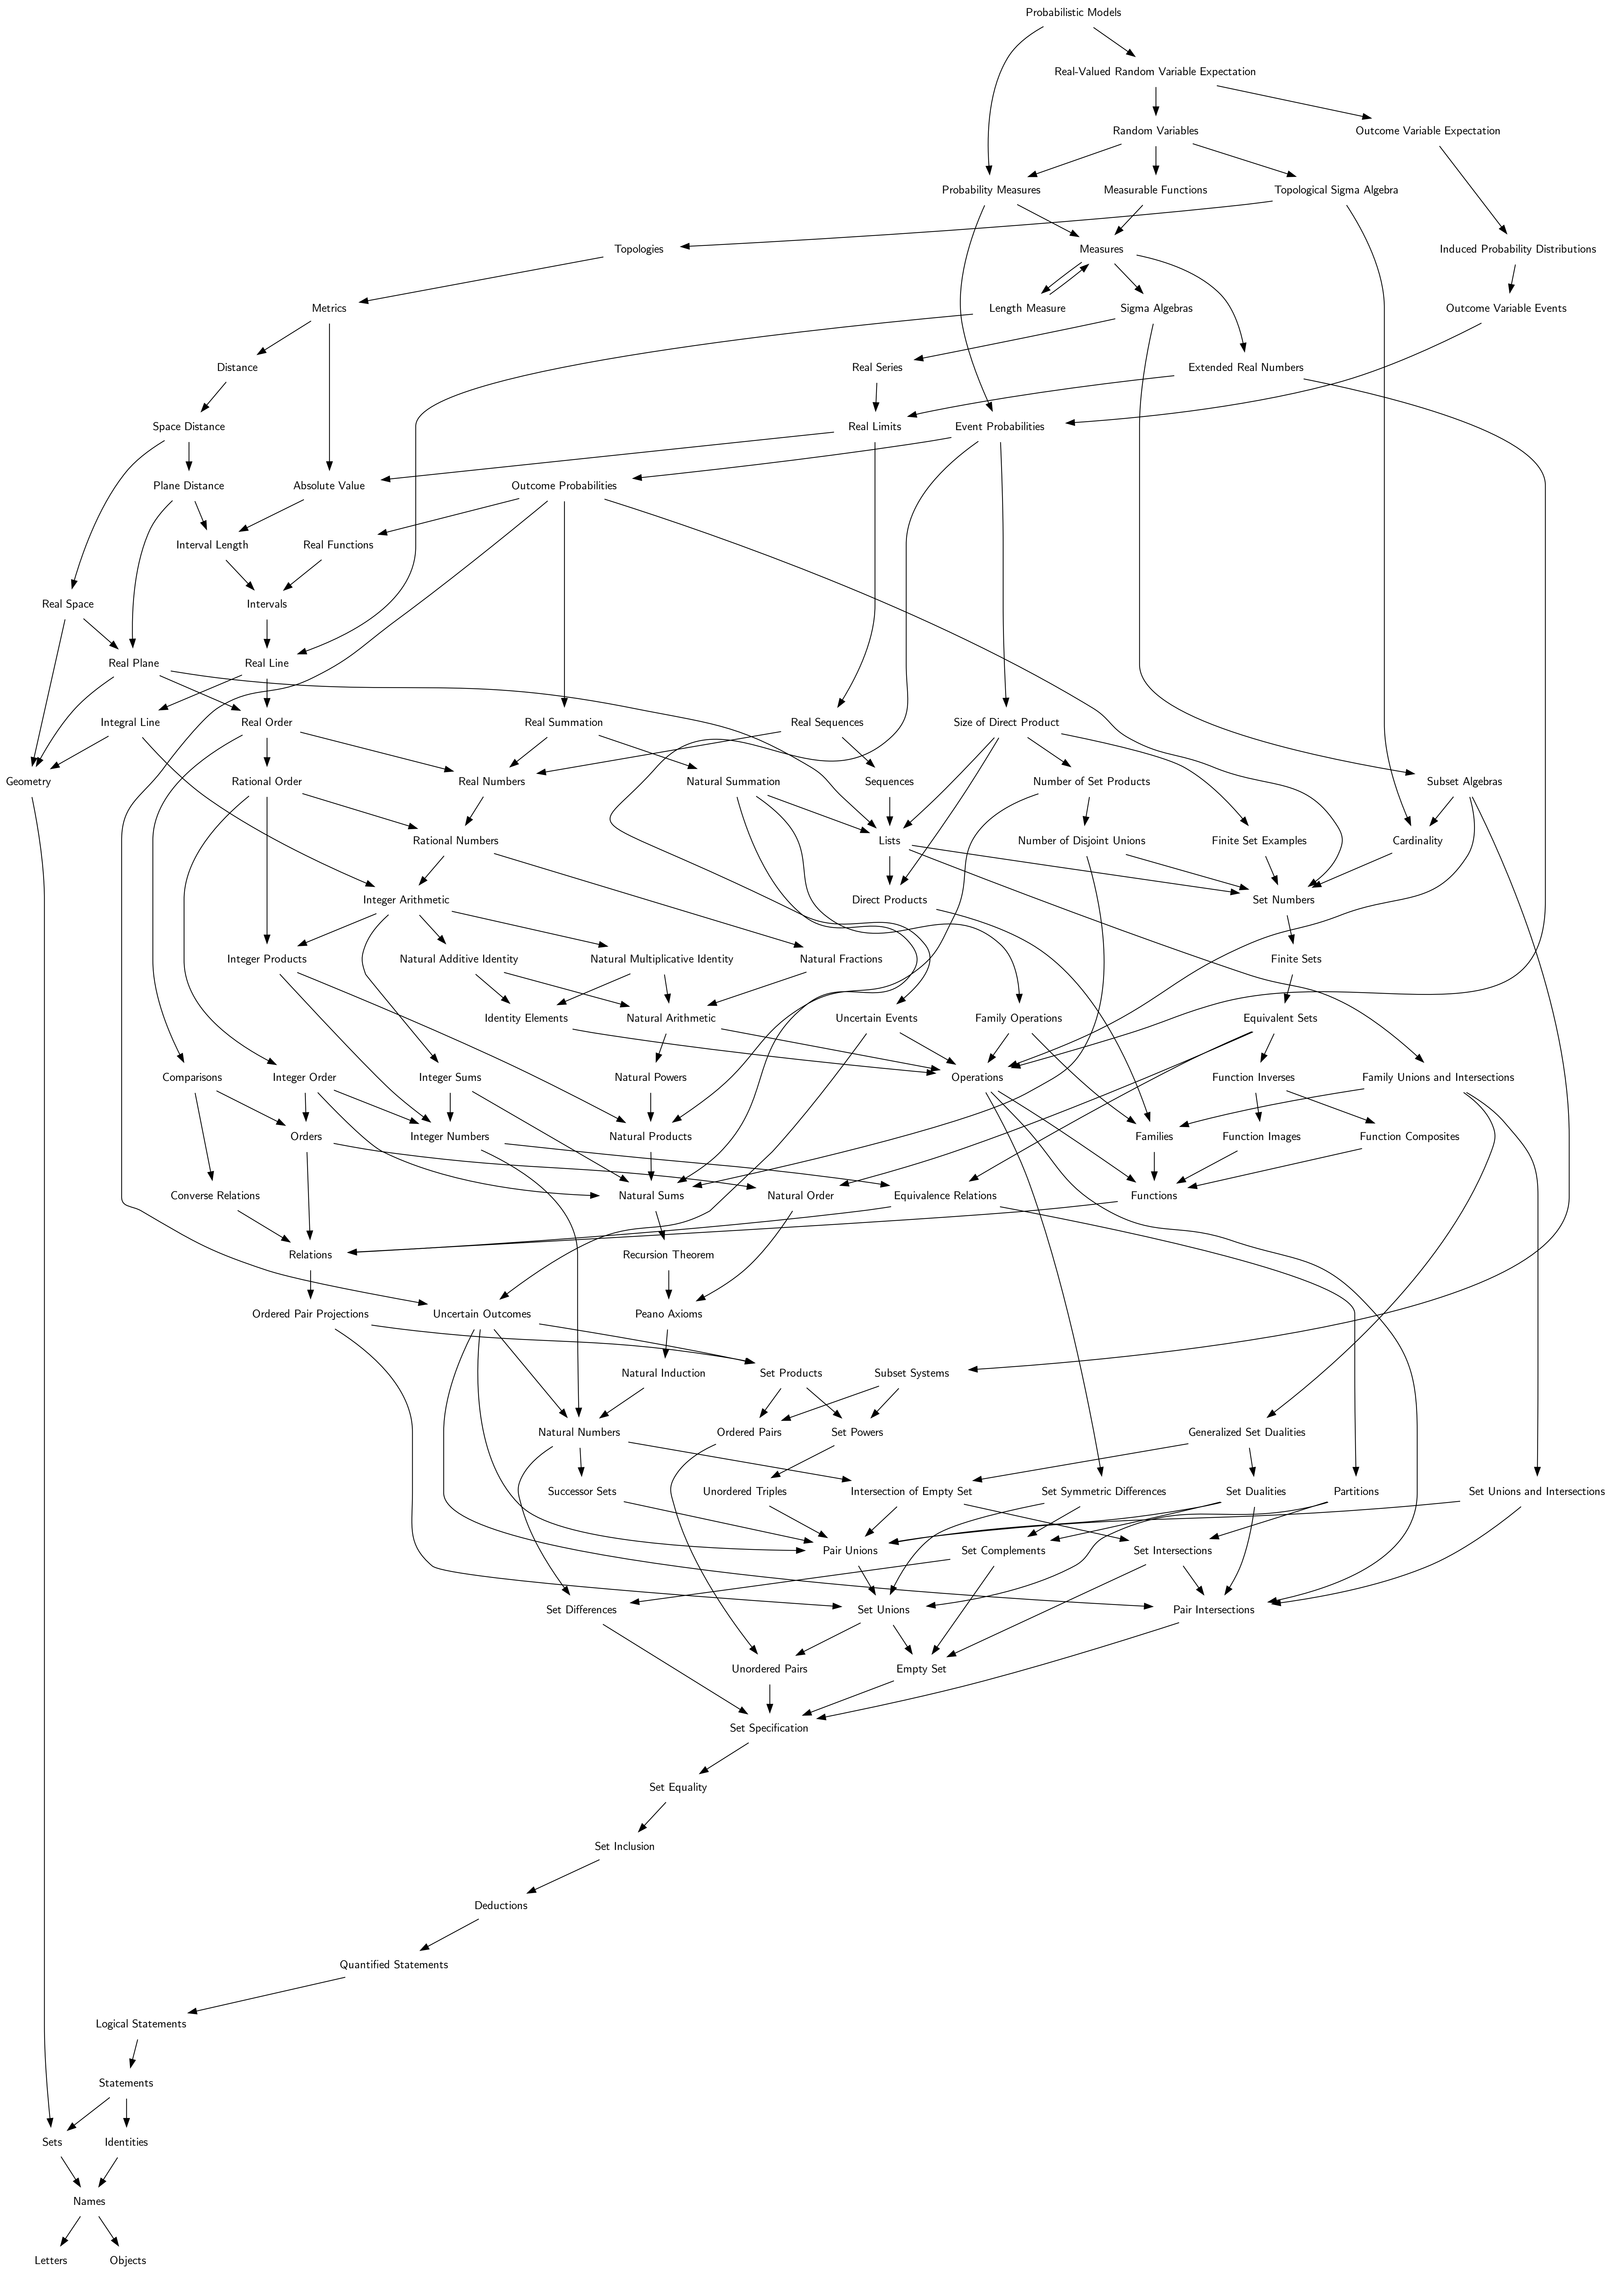 Probabilistic Models
Real-Valued Random Variable Expectation
Random Variables
Outcome Variable Expectation
Probability Measures
Measurable Functions
Topological Sigma Algebra
Topologies
Measures
Induced Probability Distributions
Metrics
Length Measure
Sigma Algebras
Outcome Variable Events
Distance
Real Series
Extended Real Numbers
Space Distance
Real Limits
Event Probabilities
Plane Distance
Absolute Value
Outcome Probabilities
Interval Length
Real Functions
Real Space
Intervals
Real Plane
Real Line
Integral Line
Real Order
Real Summation
Real Sequences
Size of Direct Product
Geometry
Rational Order
Real Numbers
Natural Summation
Sequences
Number of Set Products
Subset Algebras
Rational Numbers
Lists
Number of Disjoint Unions
Finite Set Examples
Cardinality
Integer Arithmetic
Direct Products
Set Numbers
Integer Products
Natural Additive Identity
Natural Multiplicative Identity
Natural Fractions
Finite Sets
Identity Elements
Natural Arithmetic
Uncertain Events
Family Operations
Equivalent Sets
Comparisons
Integer Order
Integer Sums
Natural Powers
Operations
Function Inverses
Family Unions and Intersections
Orders
Integer Numbers
Natural Products
Families
Function Images
Function Composites
Converse Relations
Natural Sums
Natural Order
Equivalence Relations
Functions
Relations
Recursion Theorem
Ordered Pair Projections
Uncertain Outcomes
Peano Axioms
Natural Induction
Set Products
Subset Systems
Natural Numbers
Ordered Pairs
Set Powers
Generalized Set Dualities
Successor Sets
Unordered Triples
Intersection of Empty Set
Set Symmetric Differences
Set Dualities
Partitions
Set Unions and Intersections
Pair Unions
Set Complements
Set Intersections
Set Differences
Set Unions
Pair Intersections
Unordered Pairs
Empty Set
Set Specification
Set Equality
Set Inclusion
Deductions
Quantified Statements
Logical Statements
Statements
Sets
Identities
Names
Letters
Objects